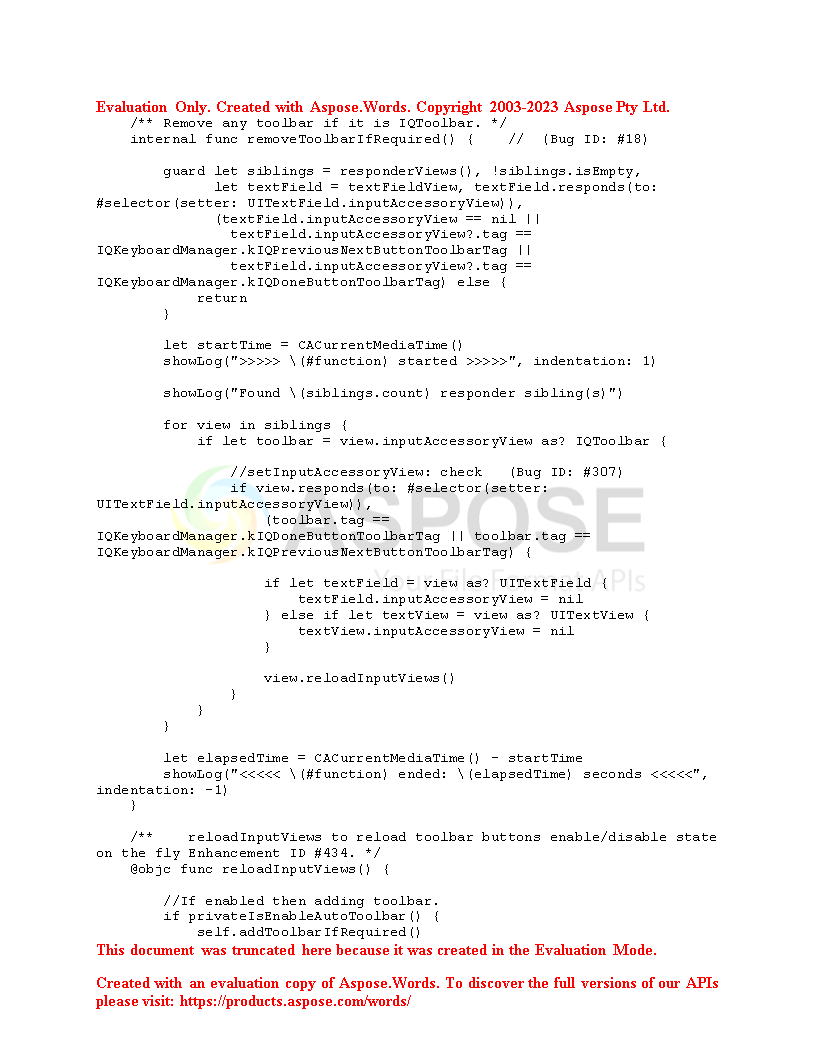 Evaluation Only. Created with Aspose.Words. Copyright 2003-2023 Aspose Pty Ltd.
    /** Remove any toolbar if it is IQToolbar. */
    internal func removeToolbarIfRequired() {    //  (Bug ID: #18)

        guard let siblings = responderViews(), !siblings.isEmpty,
              let textField = textFieldView, textField.responds(to:
#selector(setter: UITextField.inputAccessoryView)),
              (textField.inputAccessoryView == nil ||
                textField.inputAccessoryView?.tag ==
IQKeyboardManager.kIQPreviousNextButtonToolbarTag ||
                textField.inputAccessoryView?.tag ==
IQKeyboardManager.kIQDoneButtonToolbarTag) else {
            return
        }

        let startTime = CACurrentMediaTime()
        showLog(">>>>> \(#function) started >>>>>", indentation: 1)

        showLog("Found \(siblings.count) responder sibling(s)")

        for view in siblings {
            if let toolbar = view.inputAccessoryView as? IQToolbar {

                //setInputAccessoryView: check   (Bug ID: #307)
                if view.responds(to: #selector(setter:
UITextField.inputAccessoryView)),
                    (toolbar.tag ==
IQKeyboardManager.kIQDoneButtonToolbarTag || toolbar.tag ==
IQKeyboardManager.kIQPreviousNextButtonToolbarTag) {
ASPOSE
Your File Format APIs

                    if let textField = view as? UITextField {
                        textField.inputAccessoryView = nil
                    } else if let textView = view as? UITextView {
                        textView.inputAccessoryView = nil
                    }

                    view.reloadInputViews()
                }
            }
        }

        let elapsedTime = CACurrentMediaTime() - startTime
        showLog("<<<<< \(#function) ended: \(elapsedTime) seconds <<<<<",
indentation: -1)
    }

    /**    reloadInputViews to reload toolbar buttons enable/disable state
on the fly Enhancement ID #434. */
    @objc func reloadInputViews() {

        //If enabled then adding toolbar.
        if privateIsEnableAutoToolbar() {
            self.addToolbarIfRequired()
This document was truncated here because it was created in the Evaluation Mode.

Created with an evaluation copy of Aspose.Words. To discover the full versions of our APIs
please visit: https://products.aspose.com/words/